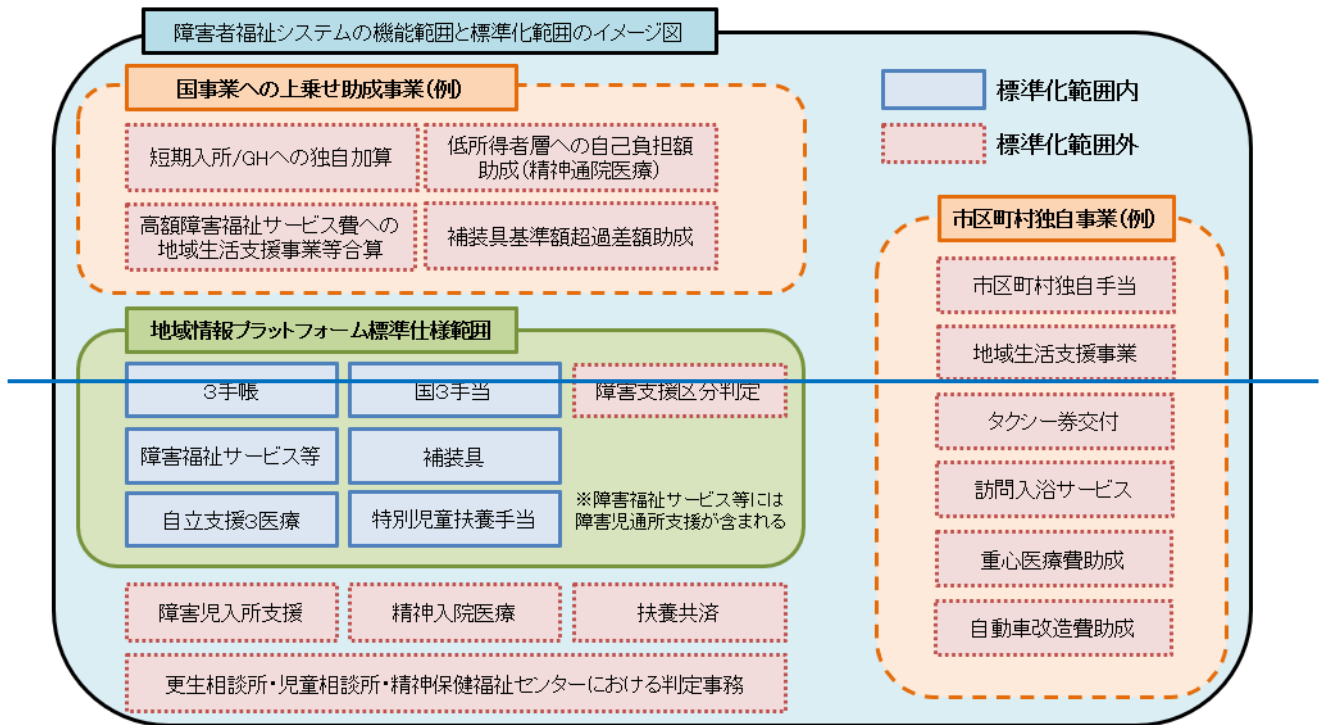 障害者福祉システムの機能範囲と標準化範囲のイメージ図
国事業への上乗せ助成事業(例)
短期入所/GHへの独自加算
低所得者層への自己負担額
助成(精神通院医療)
高額障害福祉サービス費への
地域生活支援事業等合算
補装具基準額超過差額助成
標準化範囲内
標準化範囲外
地域情報プラットフォーム標準仕様範囲
3手帳
国3手当
障害支援区分判定
障害福祉サービス等
補装具
自立支援3医療
特別児童扶養手当
※障害福祉サービス等には
障害児通所支援が含まれる
障害児入所支援
精神入院医療
扶養共済
更生相談所・児童相談所・精神保健福祉センターにおける判定事務
市区町村独自事業(例)
市区町村独自手当
地域生活支援事業
タクシー券交付
訪問入浴サービス
重心医療費助成
自動車改造費助成